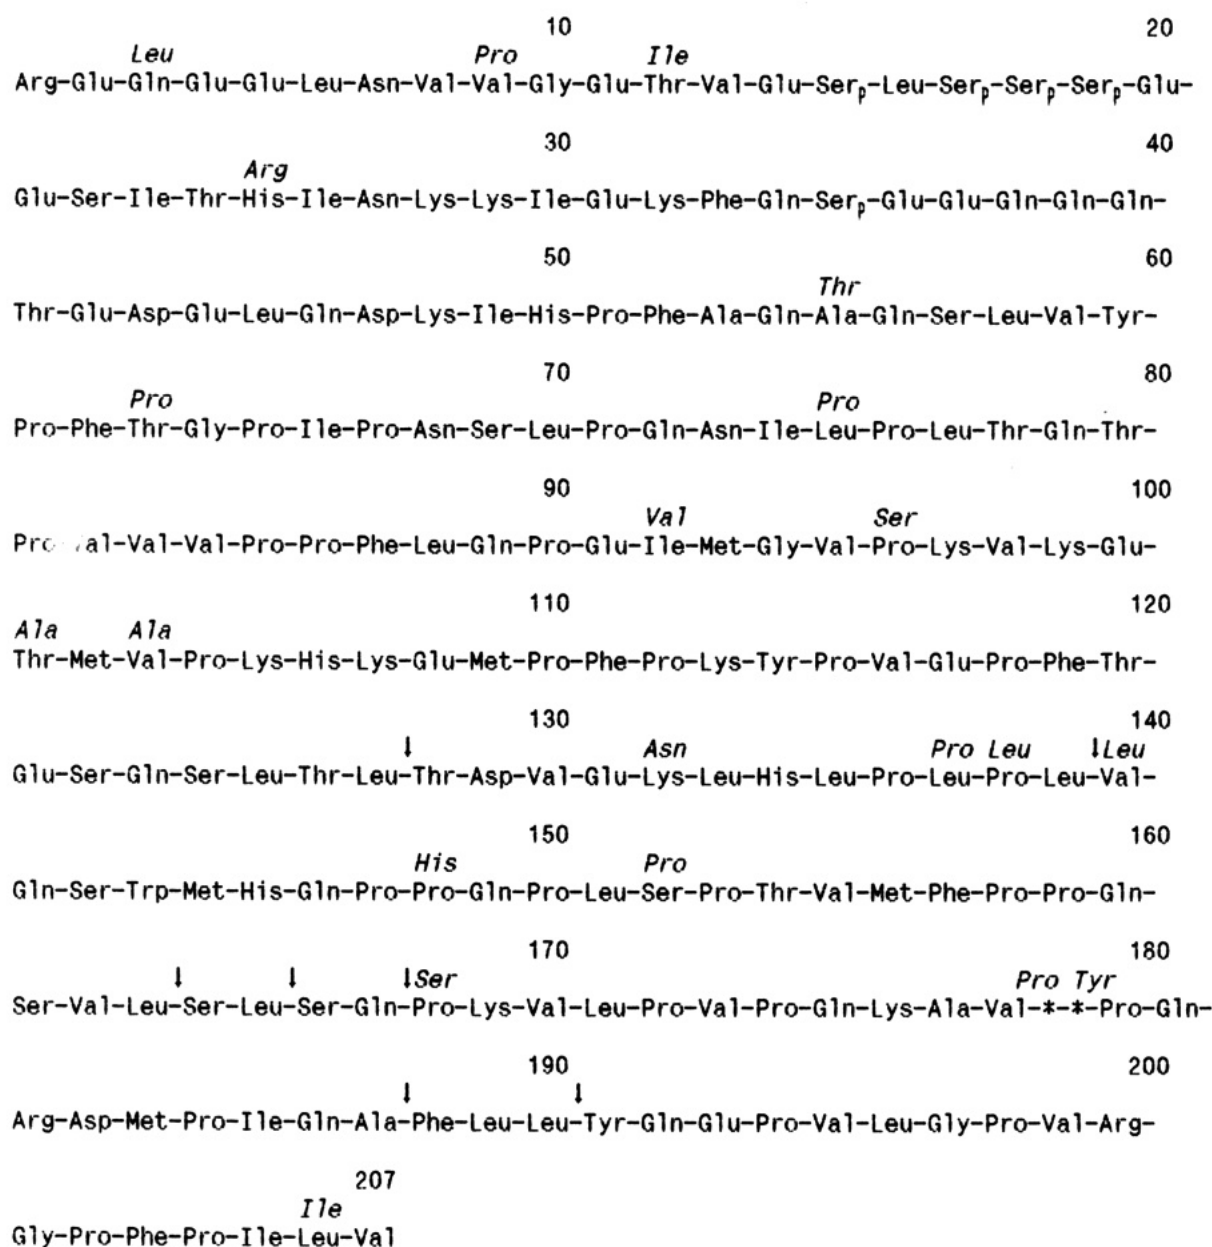 10 20
Leu Pro Ile
Arg-Glu-Gln-Glu-Glu-Leu-Asn-Val-Val-Gly-Glu-Thr-Val-Glu-Serp-Leu-Serp-Serp-Serp-Glu-
30 40
Arg
Glu-Ser-Ile-Thr-His-Ile-Asn-Lys-Lys-Ile-Glu-Lys-Phe-Gln-Serp-Glu-Glu-Gln-Gln-Gln-
50 60
Thr
Thr-Glu-Asp-Glu-Leu-Gln-Asp-Lys-Ile-His-Pro-Phe-Ala-Gln-Ala-Gln-Ser-Leu-Val-Tyr-
70 80
Pro Pro
Pro-Phe-Thr-Gly-Pro-Ile-Pro-Asn-Ser-Leu-Pro-Gln-Asn-Ile-Leu-Pro-Leu-Thr-Gln-Thr-
90 100
Val Ser
Pro al-Val-Val-Pro-Pro-Phe-Leu-Gln-Pro-Glu-Ile-Met-Gly-Val-Pro-Lys-Val-Lys-Glu-
110 120
Ala Ala
Thr-Met-Val-Pro-Lys-His-Lys-Glu-Met-Pro-Phe-Pro-Lys-Tyr-Pro-Val-Glu-Pro-Phe-Thr-
130 140
↓ Asn Pro Leu ↓Leu
Glu-Ser-Gln-Ser-Leu-Thr-Leu-Thr-Asp-Val-Glu-Lys-Leu-His-Leu-Pro-Leu-Pro-Leu-Val-
150 160
His Pro
Gln-Ser-Trp-Met-His-Gln-Pro-Pro-Gln-Pro-Leu-Ser-Pro-Thr-Val-Met-Phe-Pro-Pro-Gln-
170 180
↓ ↓ ↓Ser Pro Tyr
Ser-Val-Leu-Ser-Leu-Ser-Gln-Pro-Lys-Val-Leu-Pro-Val-Pro-Gln-Lys-Ala-Val-*-*-Pro-Gln-
190 200
↓ ↓
Arg-Asp-Met-Pro-Ile-Gln-Ala-Phe-Leu-Leu-Tyr-Gln-Glu-Pro-Val-Leu-Gly-Pro-Val-Arg-
207
Ile
Gly-Pro-Phe-Pro-Ile-Leu-Val